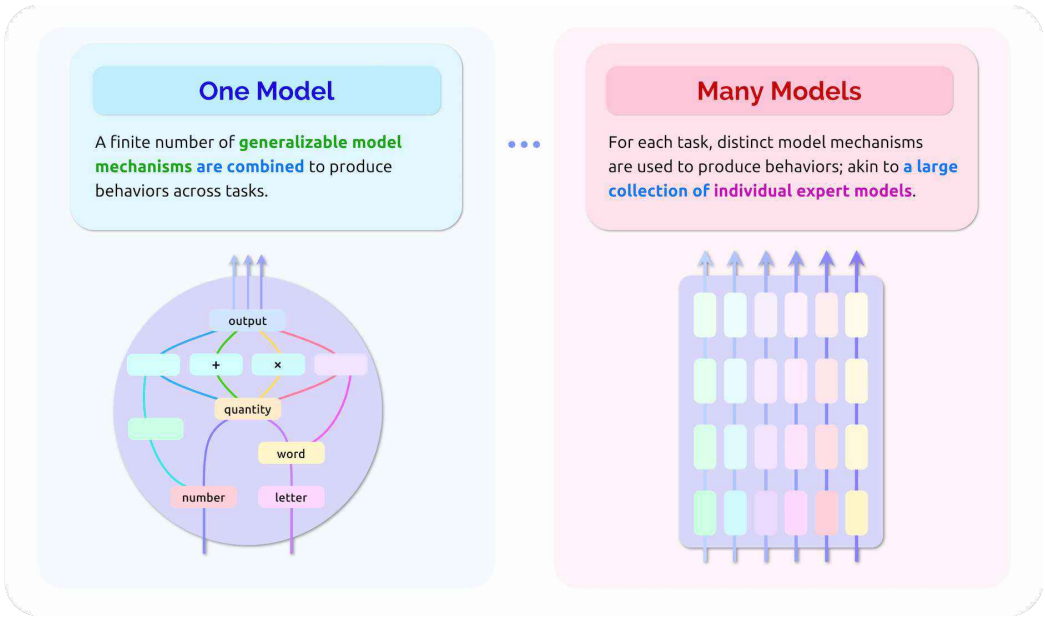 One Model
A finite number of generalizable model
mechanisms are combined to produce
behaviors across tasks.
output
+
×
quantity
word
number
letter
Many Models
For each task, distinct model mechanisms
are used to produce behaviors; akin to a large
collection of individual expert models.